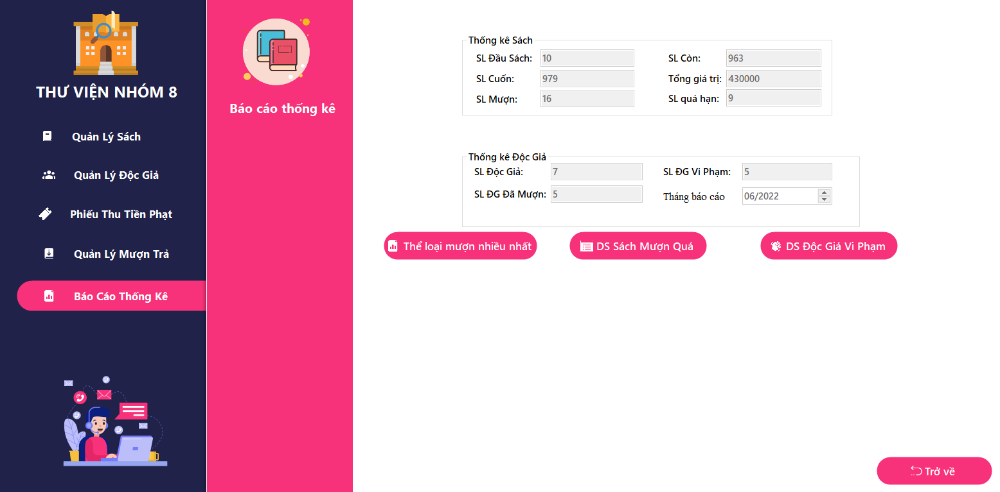 THƯ VIỆN NHÓM 8
Quản Lý Sách
Quản Lý Độc Giả
Phiếu Thu Tiền Phạt
Quản Lý Mượn Trả
Báo Cáo Thống Kê
Báo cáo thống kê
Thống kê Sách
SL Đầu Sách: 10 SL Còn: 963
SL Cuốn: 979 Tổng giá trị: 430000
SL Mượn: 16 SL quá hạn: 9
Thống kê Độc Giả
SL Độc Giả: 7 SL ĐG Vi Phạm: 5
SL ĐG Đã Mượn: 5 Tháng báo cáo 06/2022
Thể loại mượn nhiều nhất DS Sách Mượn Quá DS Độc Giả Vi Phạm
Trở về